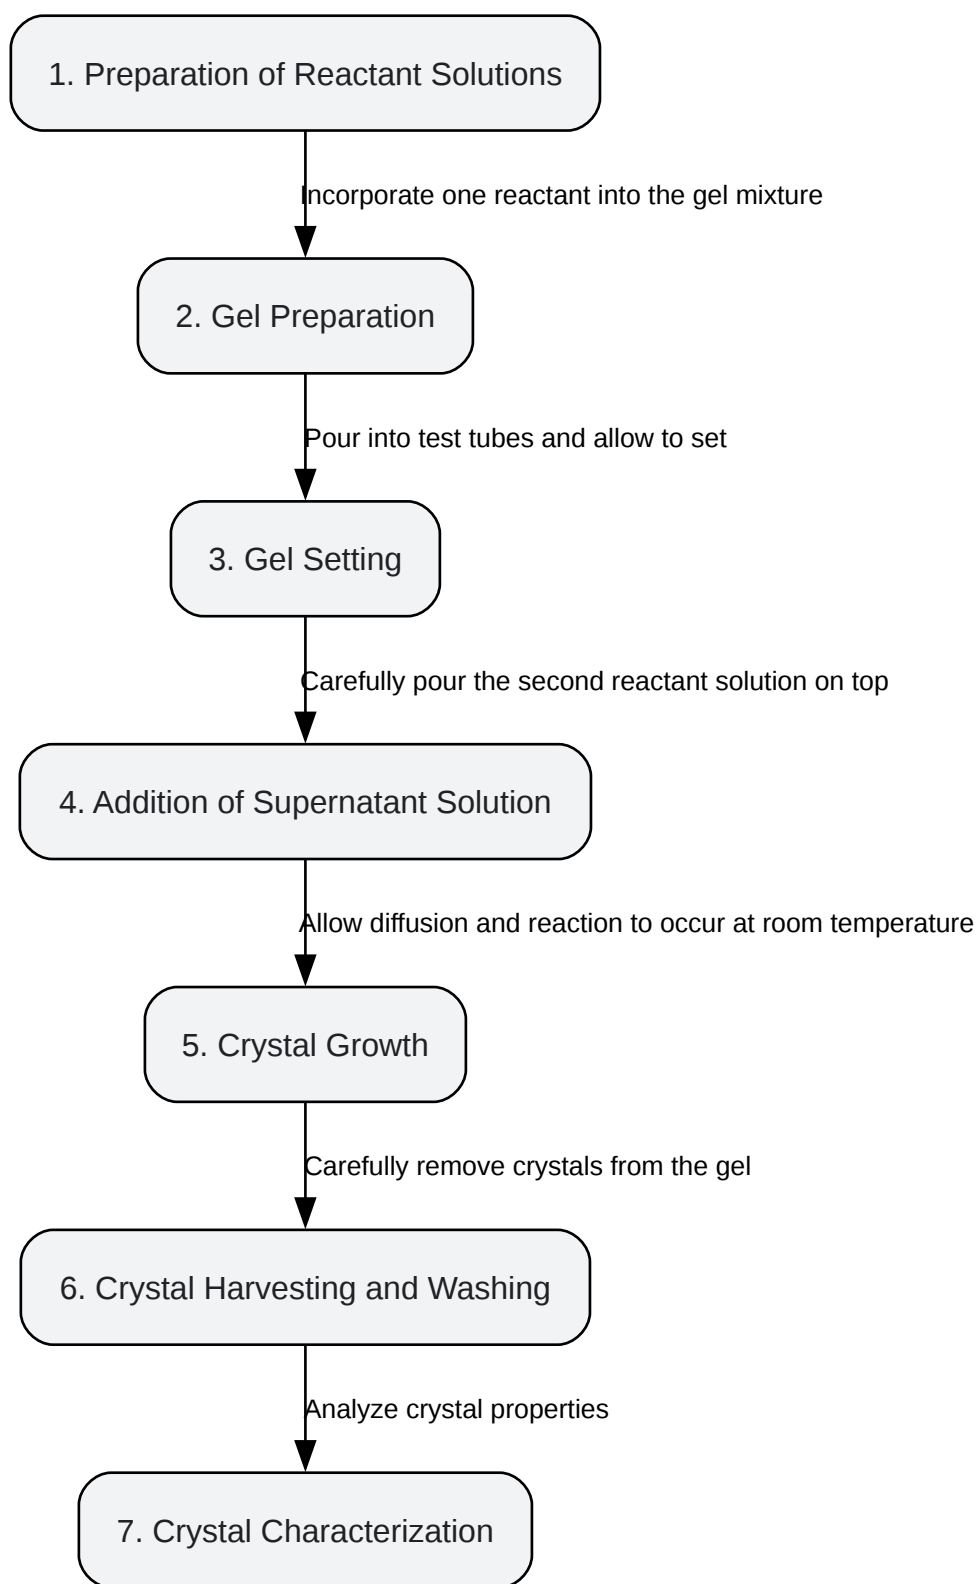 1. Preparation of Reactant Solutions
Incorporate one reactant into the gel mixture
2. Gel Preparation
Pour into test tubes and allow to set
3. Gel Setting
Carefully pour the second reactant solution on top
4. Addition of Supernatant Solution
Allow diffusion and reaction to occur at room temperature
5. Crystal Growth
Carefully remove crystals from the gel
6. Crystal Harvesting and Washing
Analyze crystal properties
7. Crystal Characterization